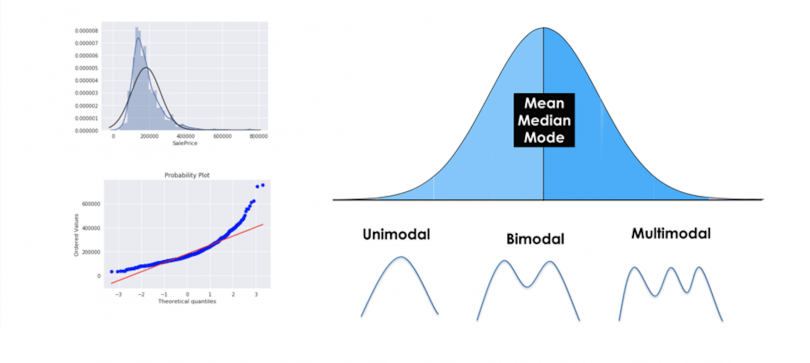 0.000008
0.000007
0.000006
0.000005
0.000004
0.000003
0.000002
0.000001
0.000000
0 200000 400000 600000 800000
SalePrice
Probability Plot
600000
400000
200000
0
Ordered Values
-3 -2 -1 0 1 2 3
Theoretical quantiles
Mean
Median
Mode
Unimodal
Bimodal
Multimodal